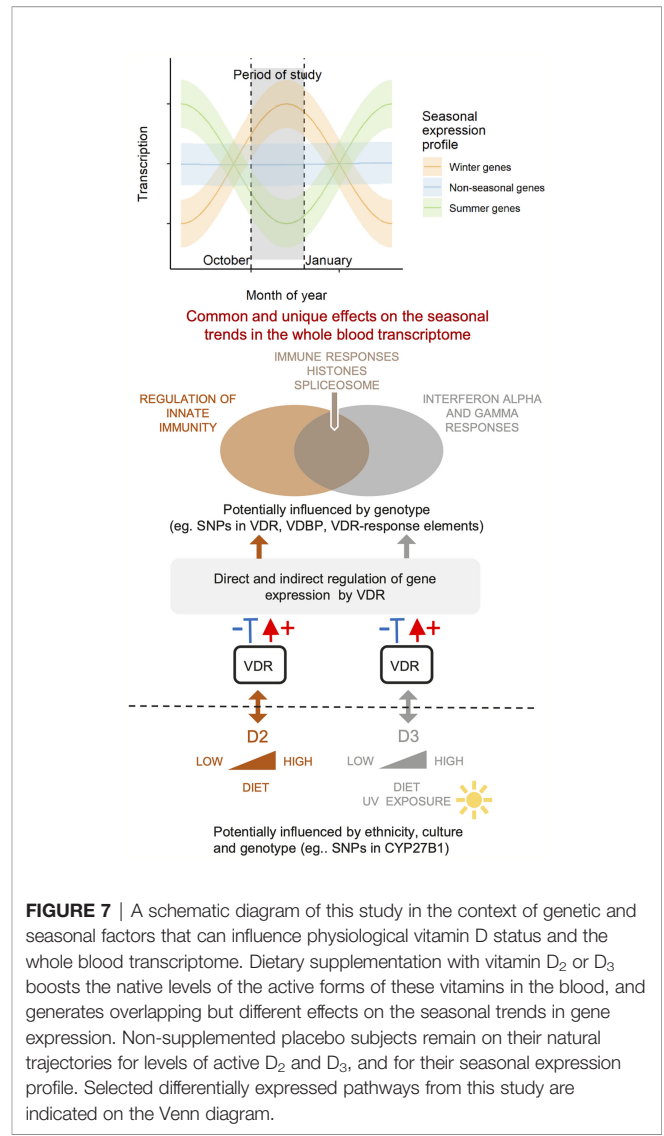 Period of study
Transcription
October
January
Month of year
Seasonal
expression
profile
Winter genes
Non-seasonal genes
Summer genes
Common and unique effects on the seasonal
trends in the whole blood transcriptome
IMMUNE RESPONSES
HISTONES
SPLICEOSOME
REGULATION OF
INNATE
IMMUNITY
INTERFERON ALPHA
AND GAMMA
RESPONSES
Potentially influenced by genotype
(eg. SNPs in VDR, VDBP, VDR-response elements)
Direct and indirect regulation of gene
expression by VDR
− +
− +
VDR
VDR
D2
D3
LOW HIGH
LOW HIGH
DIET
DIET
UV EXPOSURE
Potentially influenced by ethnicity, culture
and genotype (eg.. SNPs in CYP27B1)
FIGURE 7 | A schematic diagram of this study in the context of genetic and
seasonal factors that can influence physiological vitamin D status and the
whole blood transcriptome. Dietary supplementation with vitamin D₂ or D₃
boosts the native levels of the active forms of these vitamins in the blood, and
generates overlapping but different effects on the seasonal trends in gene
expression. Non-supplemented placebo subjects remain on their natural
trajectories for levels of active D₂ and D₃, and for their seasonal expression
profile. Selected differentially expressed pathways from this study are
indicated on the Venn diagram.